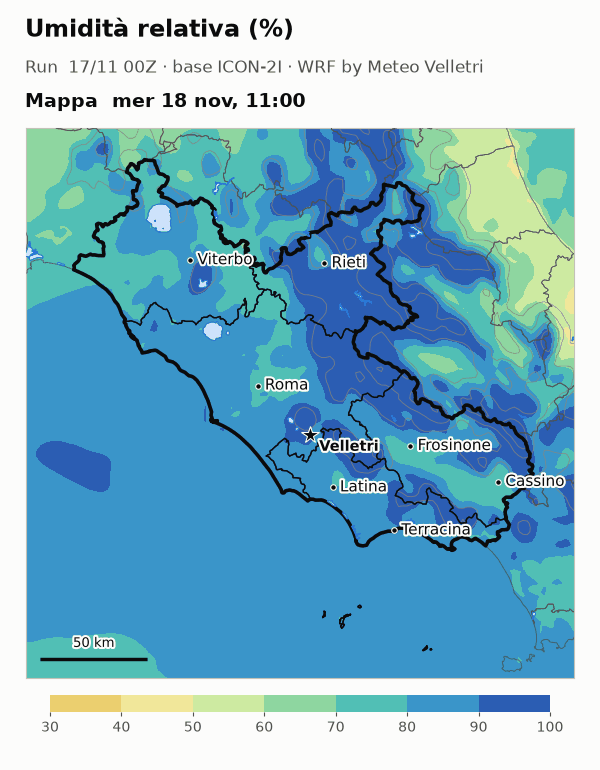 Umidità relativa (%)
Run  17/11 00Z · base ICON-2I · WRF by Meteo Velletri
Mappa  mer 18 nov, 11:00
Viterbo
Rieti
Roma
Velletri
Frosinone
Cassino
Latina
Terracina
50 km
30 40 50 60 70 80 90 100